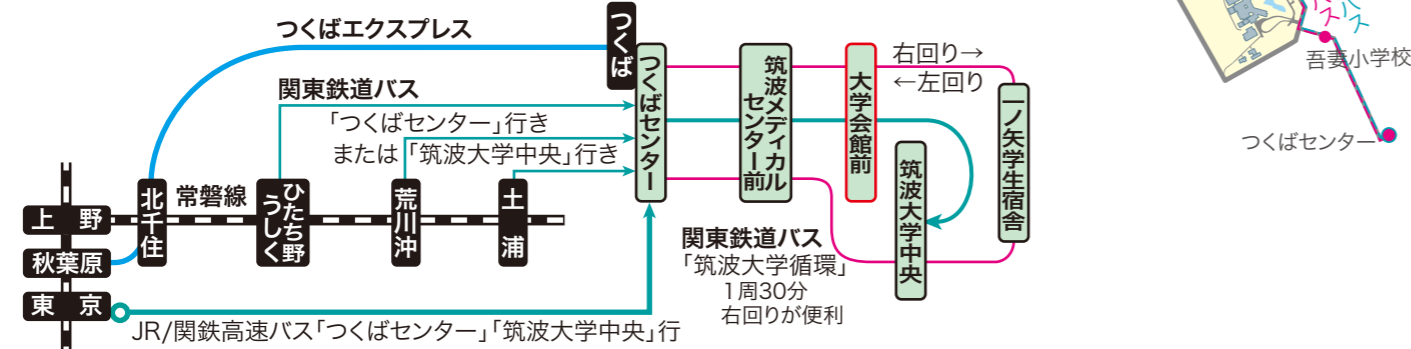 つくばエクスプレス
つくば
関東鉄道バス
「つくばセンター」行き
または「筑波大学中央」行き
つくばセンター
筑波メディカル
センター前
大学会館前
右回り→
←左回り
一ノ矢学生宿舎
筑波大学中央
上野
秋葉原
東京
北千住
常磐線
ひたち野
うしく
荒川沖
土浦
関東鉄道バス
「筑波大学循環」
1周30分
右回りが便利
JR/関鉄高速バス「つくばセンター」「筑波大学中央」行
バス
バス
吾妻小学校
つくばセンター